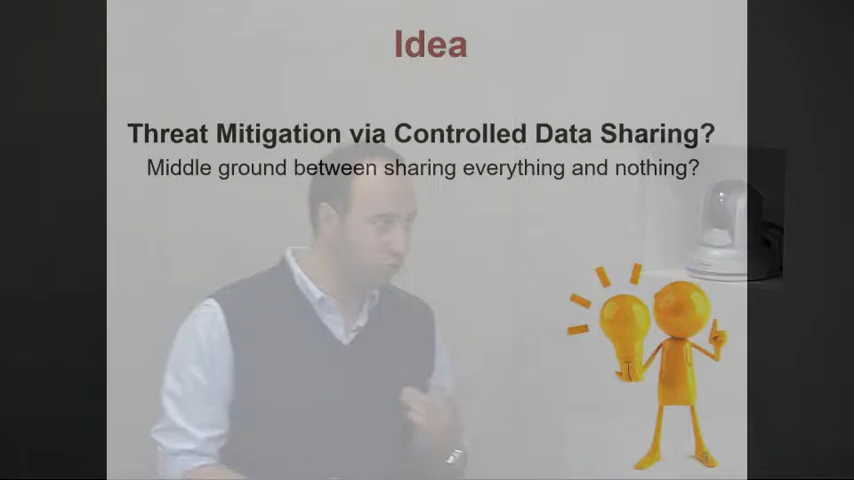 Idea
Threat Mitigation via Controlled Data Sharing?
Middle ground between sharing everything and nothing?